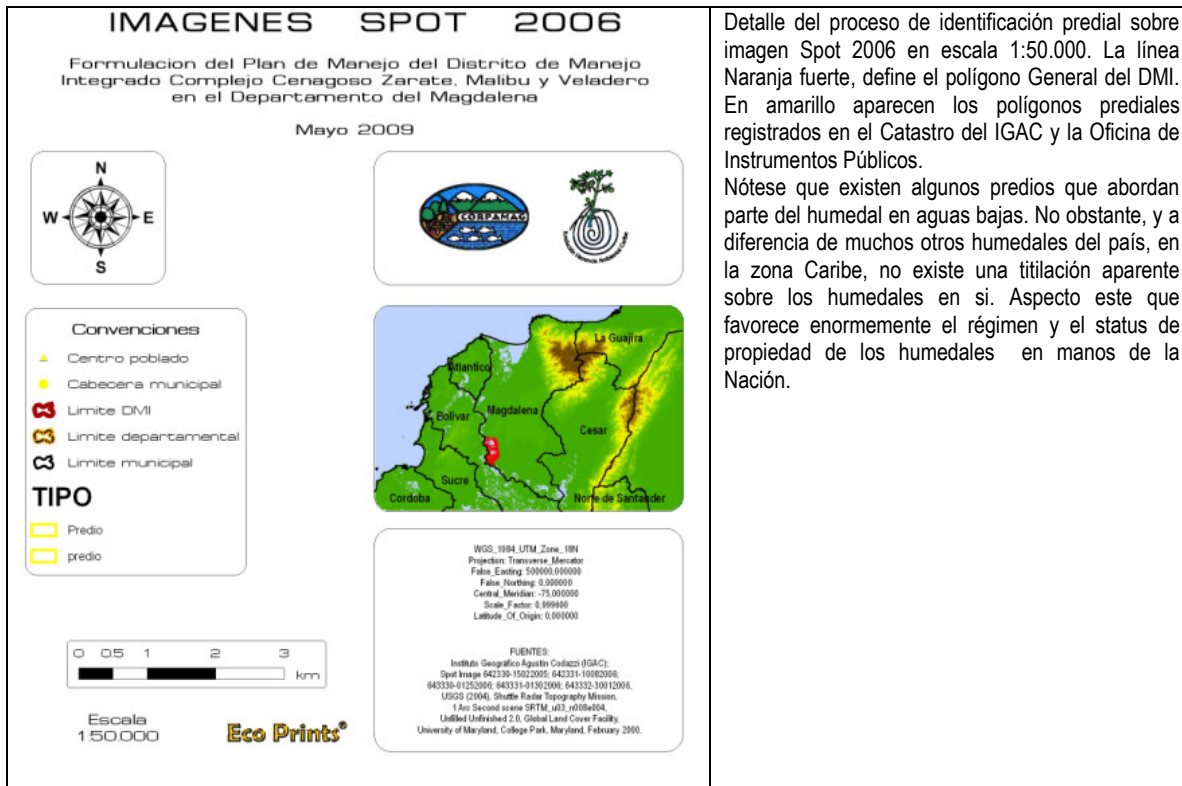 IMAGENES SPOT 2006
Formulacion del Plan de Manejo del Distrito de Manejo
Integrado Complejo Cenagoso Zarate, Malibu y Veladero
en el Departamento del Magdalena
Mayo 2009
N
W
E
S
CORPAMAG
Convenciones
Centro poblado
Cabecera municipal
Limite DMI
Limite departamental
Limite municipal
TIPO
Predio
predio
La Guajira
Atlantico
Magdalena
Bolivar
Cesar
Sucre
Cordoba
Norte de Santander
WGS_1984_UTM_Zone_18N
Projection: Transverse_Mercator
False_Easting: 500000,000000
False_Northing: 0,000000
Central_Meridian: -75,000000
Scale_Factor: 0,999600
Latitude_Of_Origin: 0,000000
FUENTES:
Instituto Geográfico Agustin Codazzi (IGAC):
Spot Image 642330-15022005; 642331-10082006;
643330-01252006; 643331-01302006; 643332-30012006,
USGS (2004), Shuttle Radar Topography Mission,
1 Arc Second scene SRTM_u03_n008e004,
Unfilled Unfinished 2.0, Global Land Cover Facility,
University of Maryland, College Park, Maryland, February 2000.
0 0.5 1 2 3
km
Escala
1:50.000
Eco Prints®
Detalle del proceso de identificación predial sobre
imagen Spot 2006 en escala 1:50.000. La línea
Naranja fuerte, define el polígono General del DMI.
En amarillo aparecen los polígonos prediales
registrados en el Catastro del IGAC y la Oficina de
Instrumentos Públicos.
Nótese que existen algunos predios que abordan
parte del humedal en aguas bajas. No obstante, y a
diferencia de muchos otros humedales del país, en
la zona Caribe, no existe una titilación aparente
sobre los humedales en si. Aspecto este que
favorece enormemente el régimen y el status de
propiedad de los humedales en manos de la
Nación.